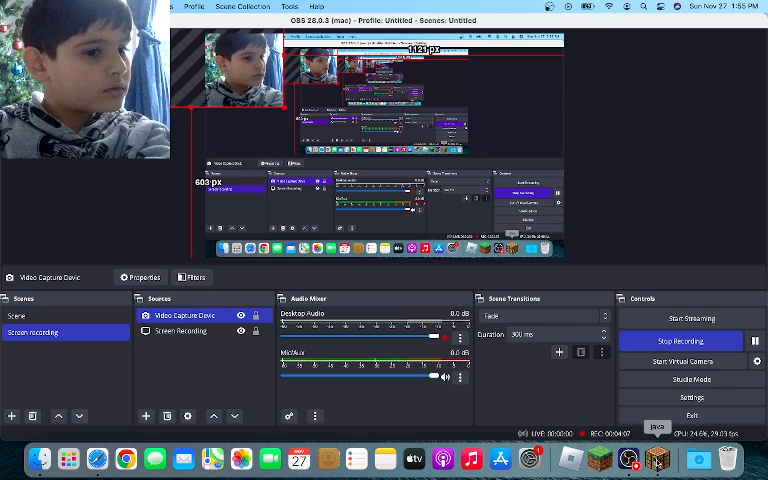 s Profile Scene Collection Tools Help Sun Nov 27 1:55 PM
OBS 28.0.3 (mac) - Profile: Untitled - Scenes: Untitled
1121 px
603 px
Video Capture Devic Properties Filters
Scenes Sources Audio Mixer Scene Transitions Controls
Scene
Screen recording
Video Capture Devic
Screen Recording
Desktop Audio 0.0 dB
Mic/Aux 0.0 dB
Fade
Duration 300 ms
Start Streaming
Stop Recording
Start Virtual Camera
Studio Mode
Settings
Exit
java
LIVE: 00:00:00 REC: 00:04:07 CPU: 24.6%, 29.03 fps
NOV
27
tv
1